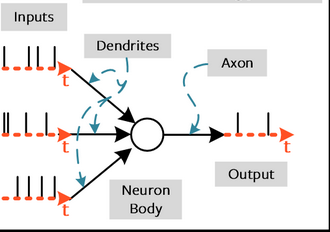 Inputs
Dendrites
Axon
t
t
t
t
Output
Neuron
Body